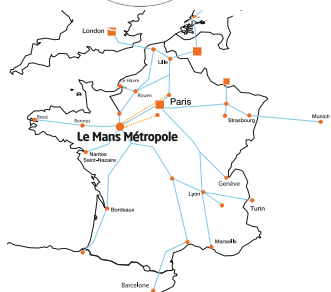 London
Lille
Le Havre
Rouen
Paris
Brest
Rennes
Le Mans Métropole
Strasbourg
Munich
Nantes
Saint-Nazaire
Genève
Lyon
Turin
Bordeaux
Marseille
Barcelone